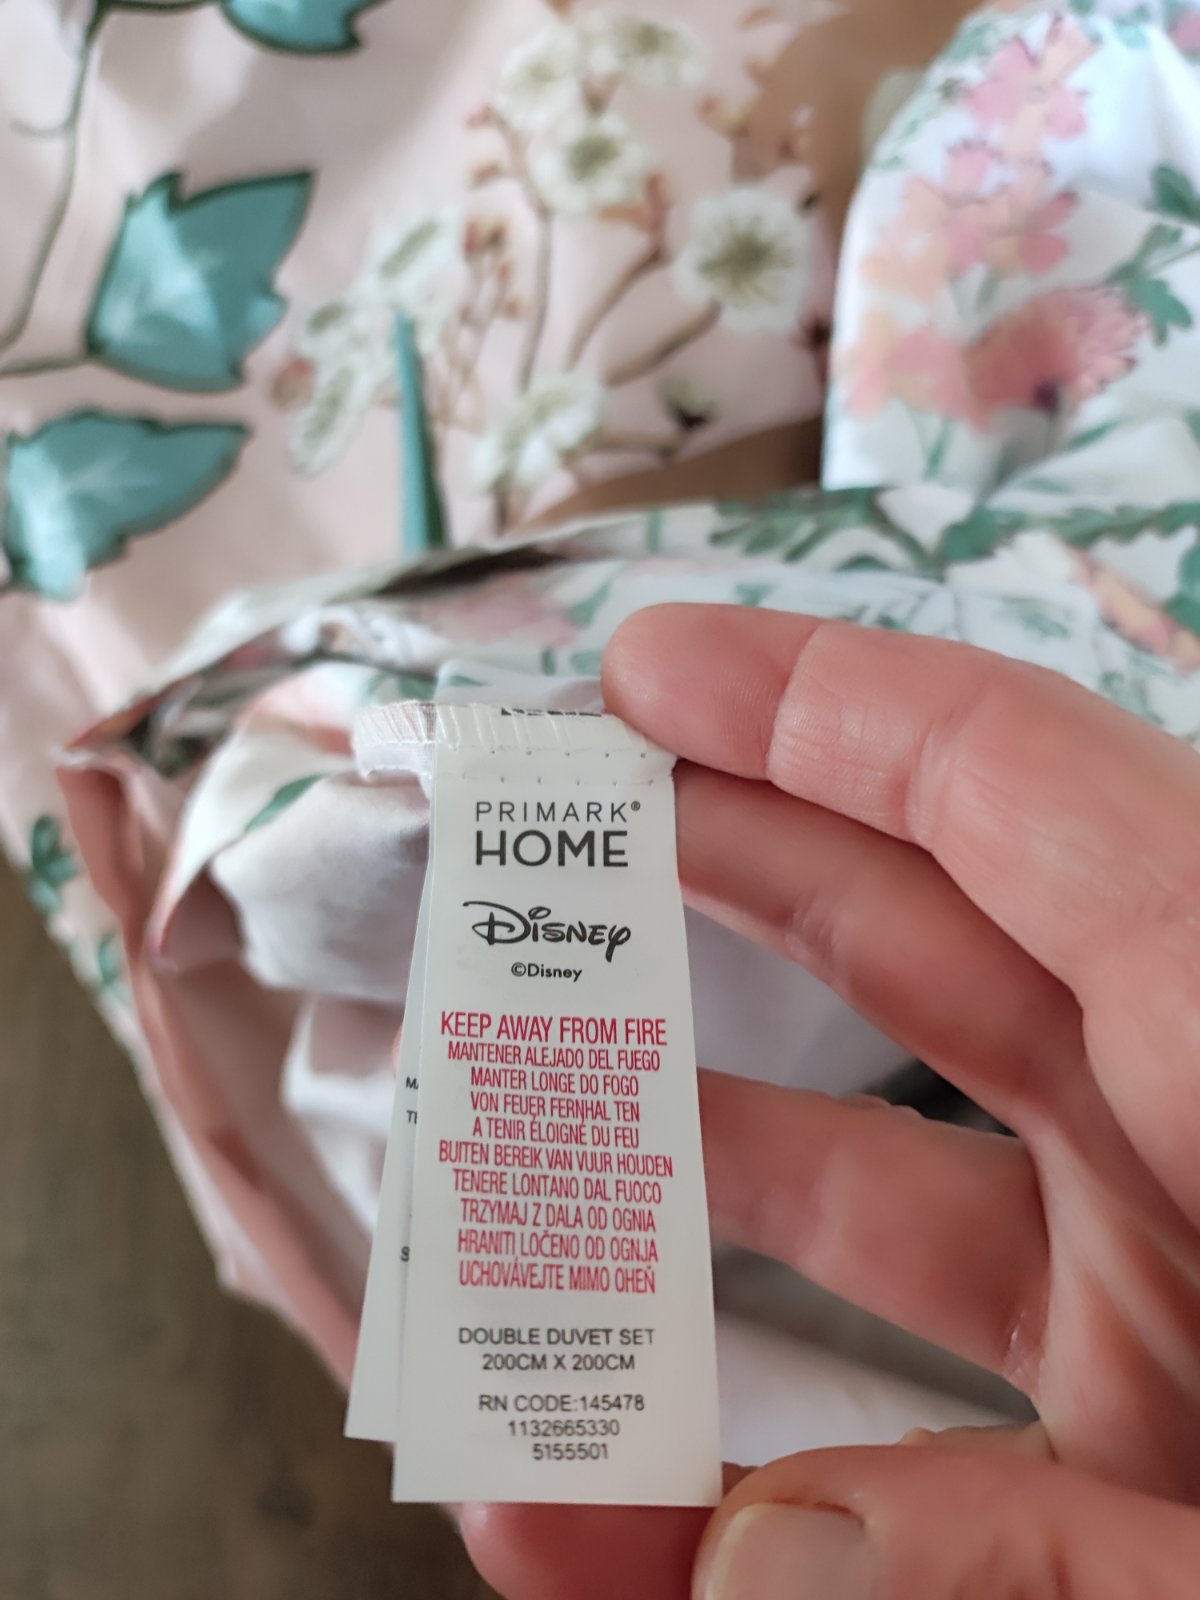 PRIMARK®
HOME
Disney
©Disney
KEEP AWAY FROM FIRE
MANTENER ALEJADO DEL FUEGO
MANTER LONGE DO FOGO
VON FEUER FERNHAL TEN
A TENIR ÉLOIGNÉ DU FEU
BUITEN BEREIK VAN VUUR HOUDEN
TENERE LONTANO DAL FUOCO
TRZYMAJ Z DALA OD OGNIA
HRANITI LOČENO OD OGNJA
UCHOVÁVEJTE MIMO OHEŇ
DOUBLE DUVET SET
200CM X 200CM
RN CODE:145478
1132665330
5155501